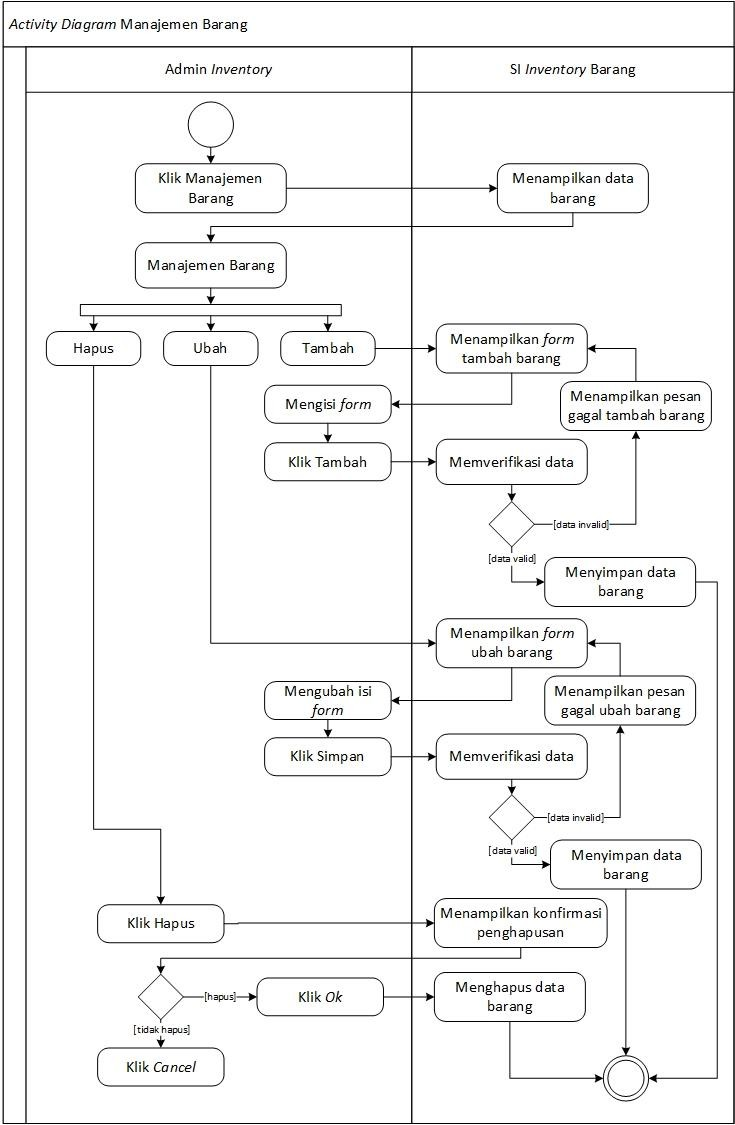 Activity Diagram Manajemen Barang
Admin Inventory
SI Inventory Barang
Klik Manajemen
Barang
Menampilkan data
barang
Manajemen Barang
Hapus
Ubah
Tambah
Menampilkan form
tambah barang
Menampilkan pesan
gagal tambah barang
Mengisi form
Klik Tambah
Memverifikasi data
[data invalid]
[data valid]
Menyimpan data
barang
Menampilkan form
ubah barang
Menampilkan pesan
gagal ubah barang
Mengubah isi
form
Klik Simpan
Memverifikasi data
[data invalid]
[data valid]
Menyimpan data
barang
Klik Hapus
Menampilkan konfirmasi
penghapusan
[hapus]
Klik Ok
Menghapus data
barang
[tidak hapus]
Klik Cancel